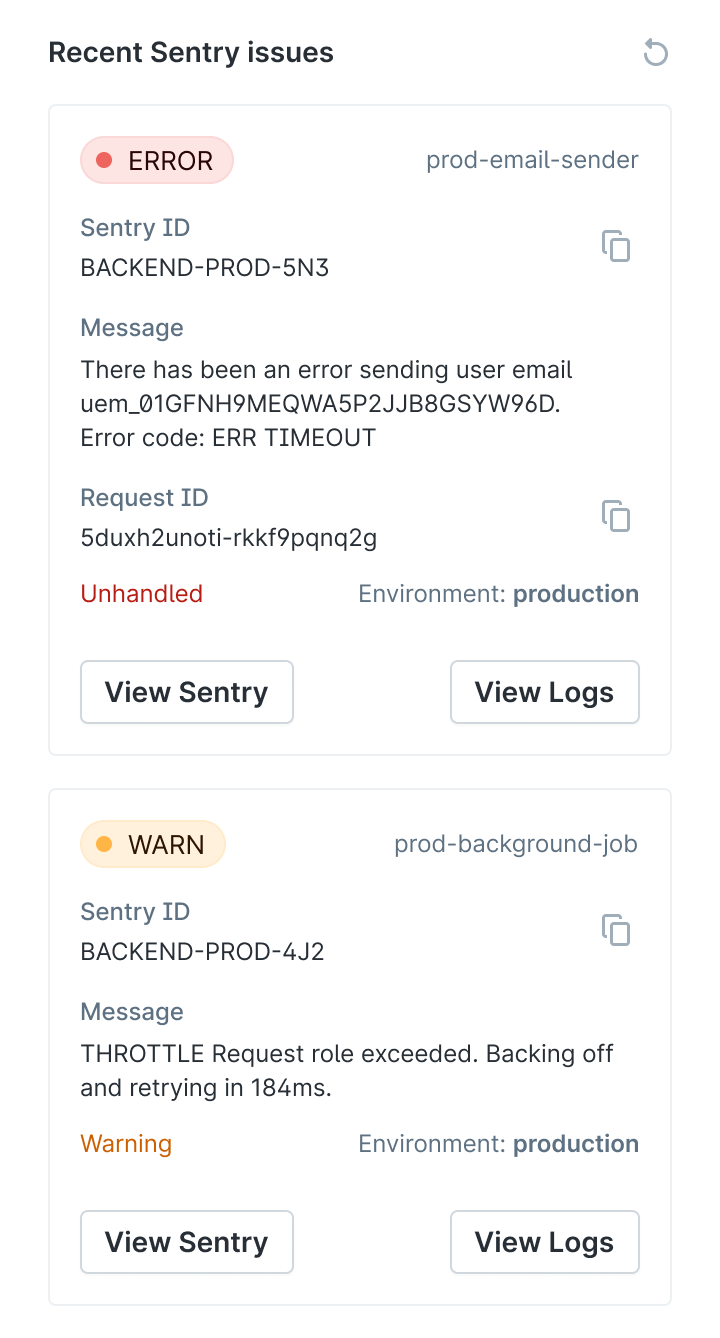 Recent Sentry issues
ERROR
prod-email-sender
Sentry ID
BACKEND-PROD-5N3
Message
There has been an error sending user email
uem_01GFNH9MEQWA5P2JJB8GSYW96D.
Error code: ERR TIMEOUT
Request ID
5duxh2unoti-rkkf9pqnq2g
Unhandled
Environment: production
View Sentry
View Logs
WARN
prod-background-job
Sentry ID
BACKEND-PROD-4J2
Message
THROTTLE Request role exceeded. Backing off
and retrying in 184ms.
Warning
Environment: production
View Sentry
View Logs